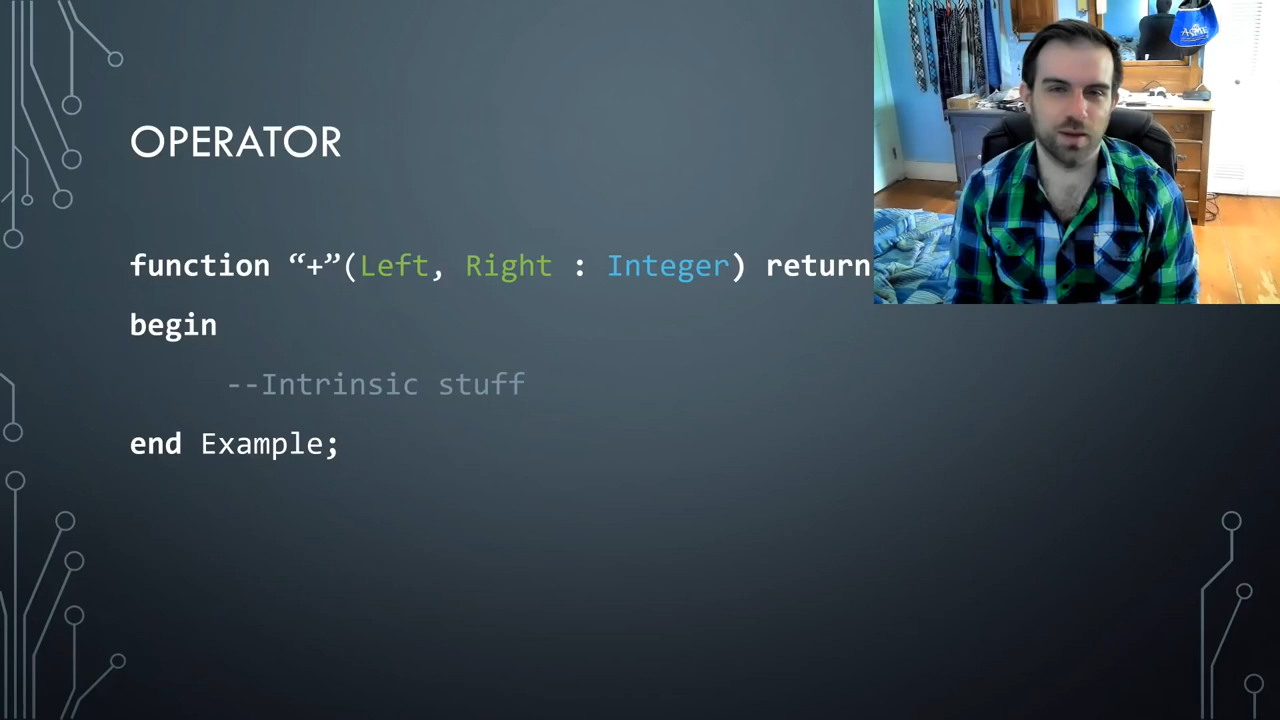 OPERATOR
function “+”(Left, Right : Integer) return
begin
--Intrinsic stuff
end Example;